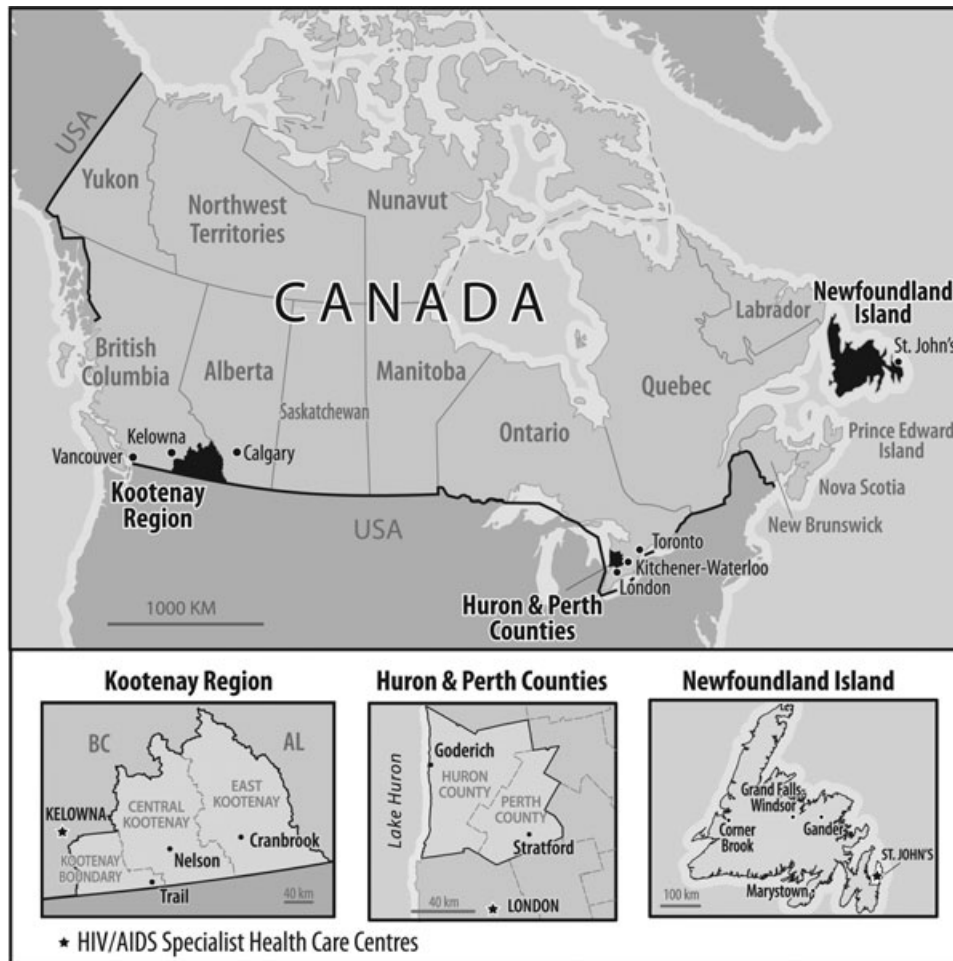 USA
Yukon
Northwest
Territories
Nunavut
CANADA
Labrador
Newfoundland
Island
St. John's
British
Columbia
Alberta
Saskatchewan
Manitoba
Ontario
Quebec
Prince Edward
Island
Nova Scotia
New Brunswick
Kelowna
Vancouver
Calgary
Kootenay
Region
USA
Toronto
Kitchener-Waterloo
London
Huron & Perth
Counties
1000 KM
Kootenay Region
BC
AL
EAST
KOOTENAY
CENTRAL
KOOTENAY
KELOWNA
Cranbrook
Nelson
KOOTENAY
BOUNDARY
Trail
40 km
Huron & Perth Counties
Lake Huron
Goderich
HURON
COUNTY
PERTH
COUNTY
Stratford
40 km
LONDON
Newfoundland Island
Grand Falls
Windsor
Corner
Brook
Gander
ST. JOHN'S
Marystown
100 km
★ HIV/AIDS Specialist Health Care Centres